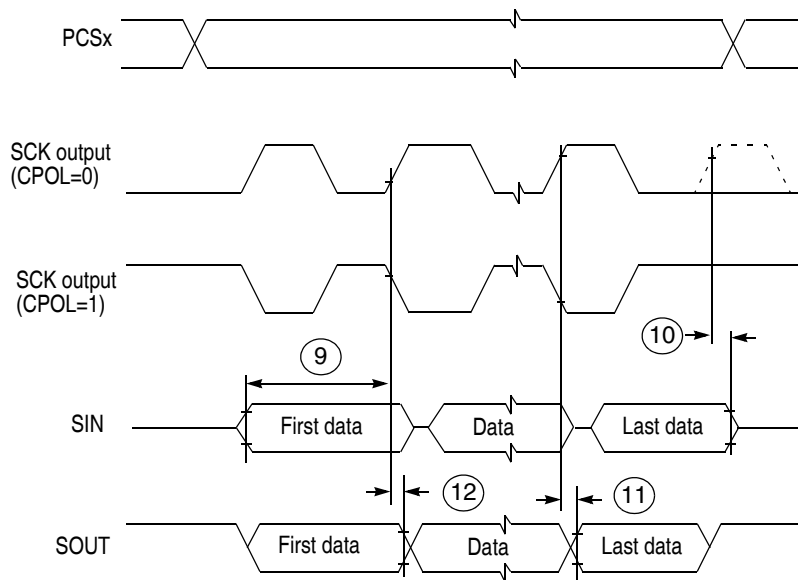 PCSx
SCK output
(CPOL=0)
SCK output
(CPOL=1)
10
9
SIN
First data
Data
Last data
12
11
SOUT
First data
Data
Last data